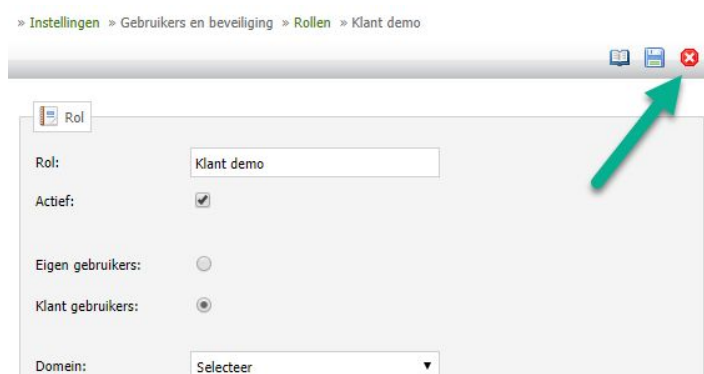 » Instellingen » Gebruikers en beveiliging » Rollen » Klant demo
Rol
Rol: Klant demo
Actief:
Eigen gebruikers:
Klant gebruikers:
Domein: Selecteer